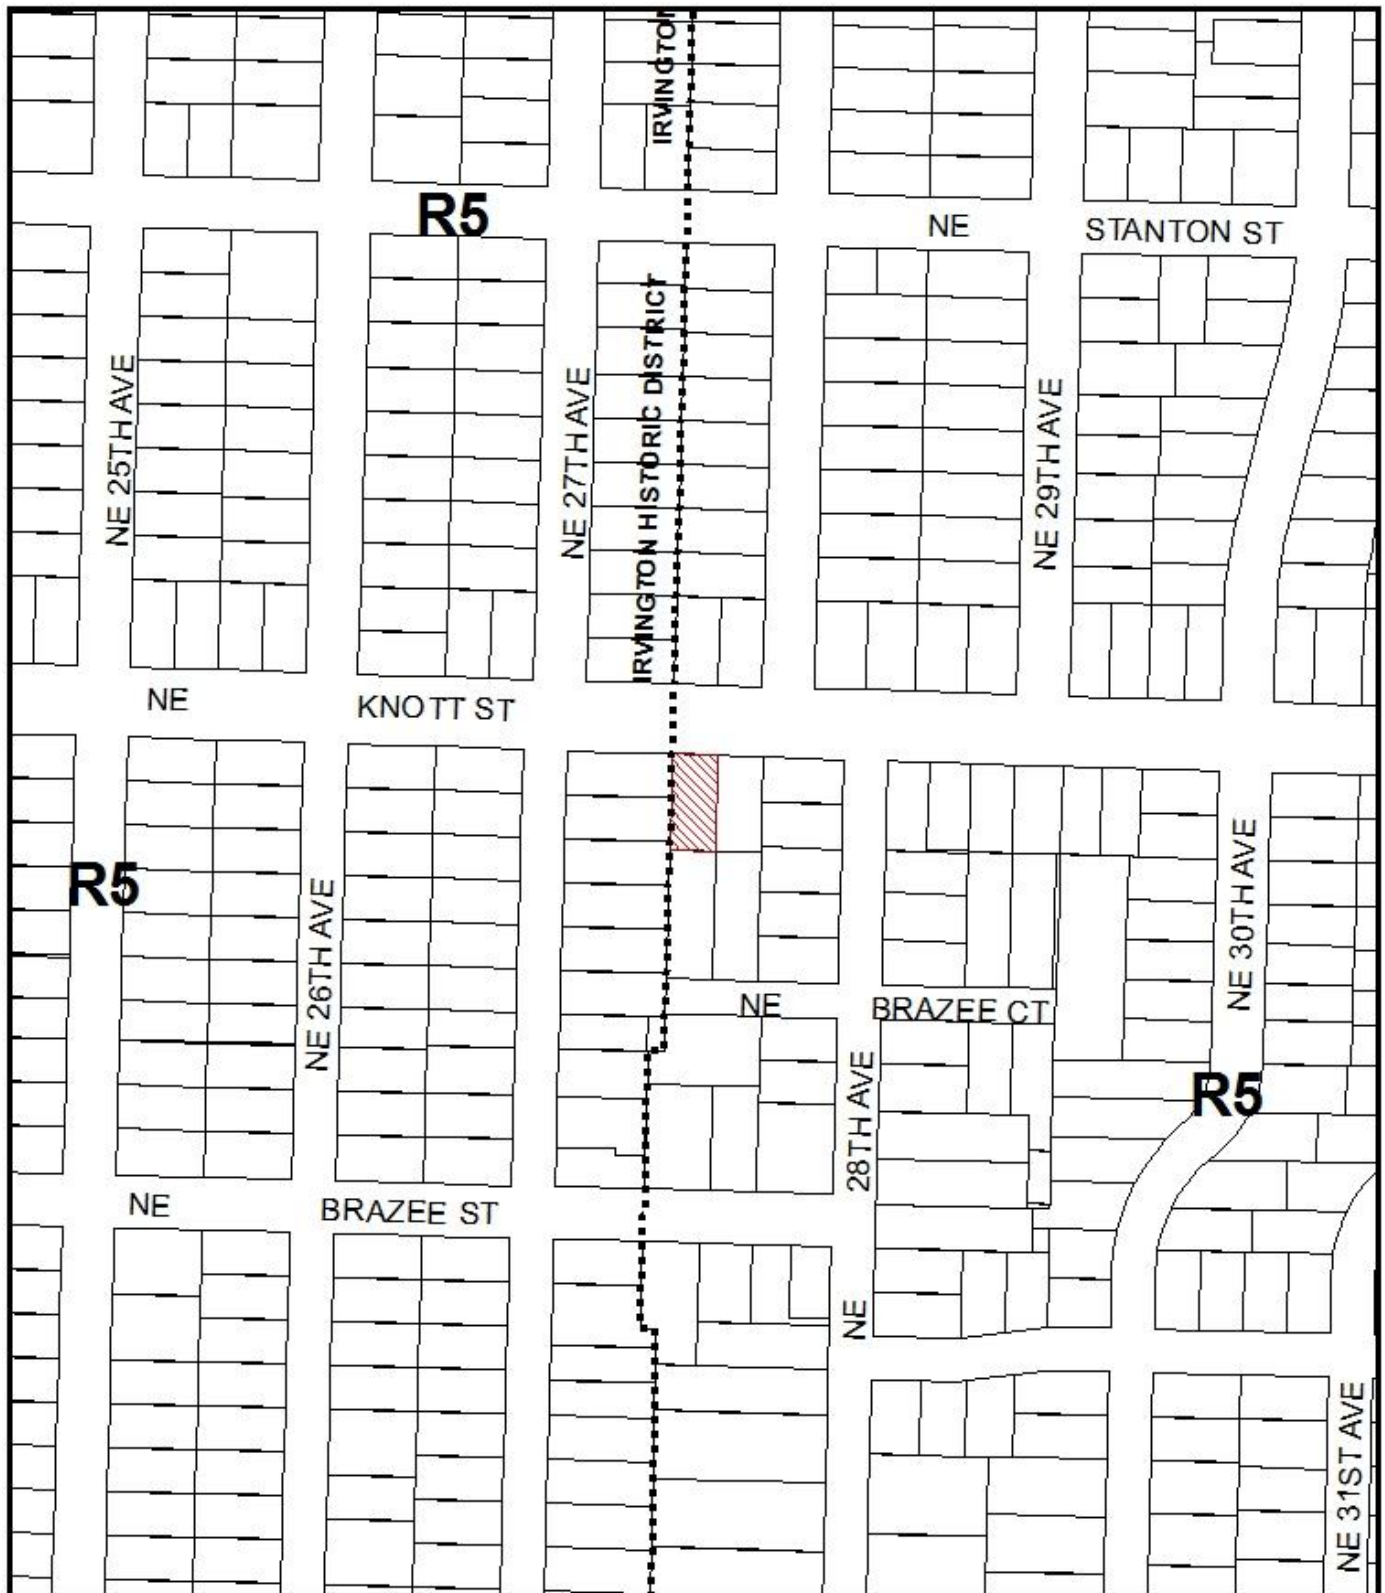 IRVINGTON
R5
NE STANTON ST
IRVINGTON HISTORIC DISTRICT
NE 25TH AVE
NE 27TH AVE
NE 29TH AVE
NE KNOTT ST
R5
NE 26TH AVE
NE 30TH AVE
NE BRAZEE CT
R5
NE 28TH AVE
NE BRAZEE ST
NE 31ST AVE